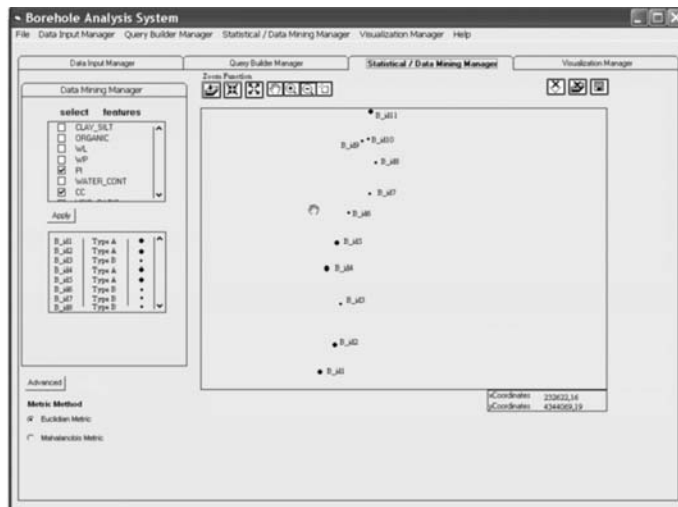 Borehole Analysis System
File Data Input Manager Query Builder Manager Statistical / Data Mining Manager Visualization Manager Help
Data Input Manager Query Builder Manager Statistical / Data Mining Manager Visualization Manager
Zoom Function
Data Mining Manager
select features
CLAY_SILT
ORGANIC
WL
WP
PI
WATER_CONT
CC
Apply
B_id1 Type A
B_id2 Type A
B_id3 Type B
B_id4 Type A
B_id5 Type A
B_id6 Type B
B_id7 Type B
B_id8 Type B
B_id11
B_id9 B_id10
B_id8
B_id7
B_id6
B_id5
B_id4
B_id3
B_id2
B_id1
Advanced
xCoordinates 232622,16
yCoordinates 4344069,19
Metric Method
Euclidian Metric
Mahalanobis Metric